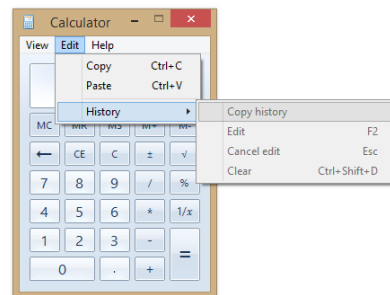 Calculator
View Edit Help
Copy Ctrl+C
Paste Ctrl+V
History
Copy history
Edit F2
Cancel edit Esc
Clear Ctrl+Shift+D
MC MR MS M+ M-
← CE C ± √
7 8 9 / %
4 5 6 * 1/x
1 2 3 - =
0 . +